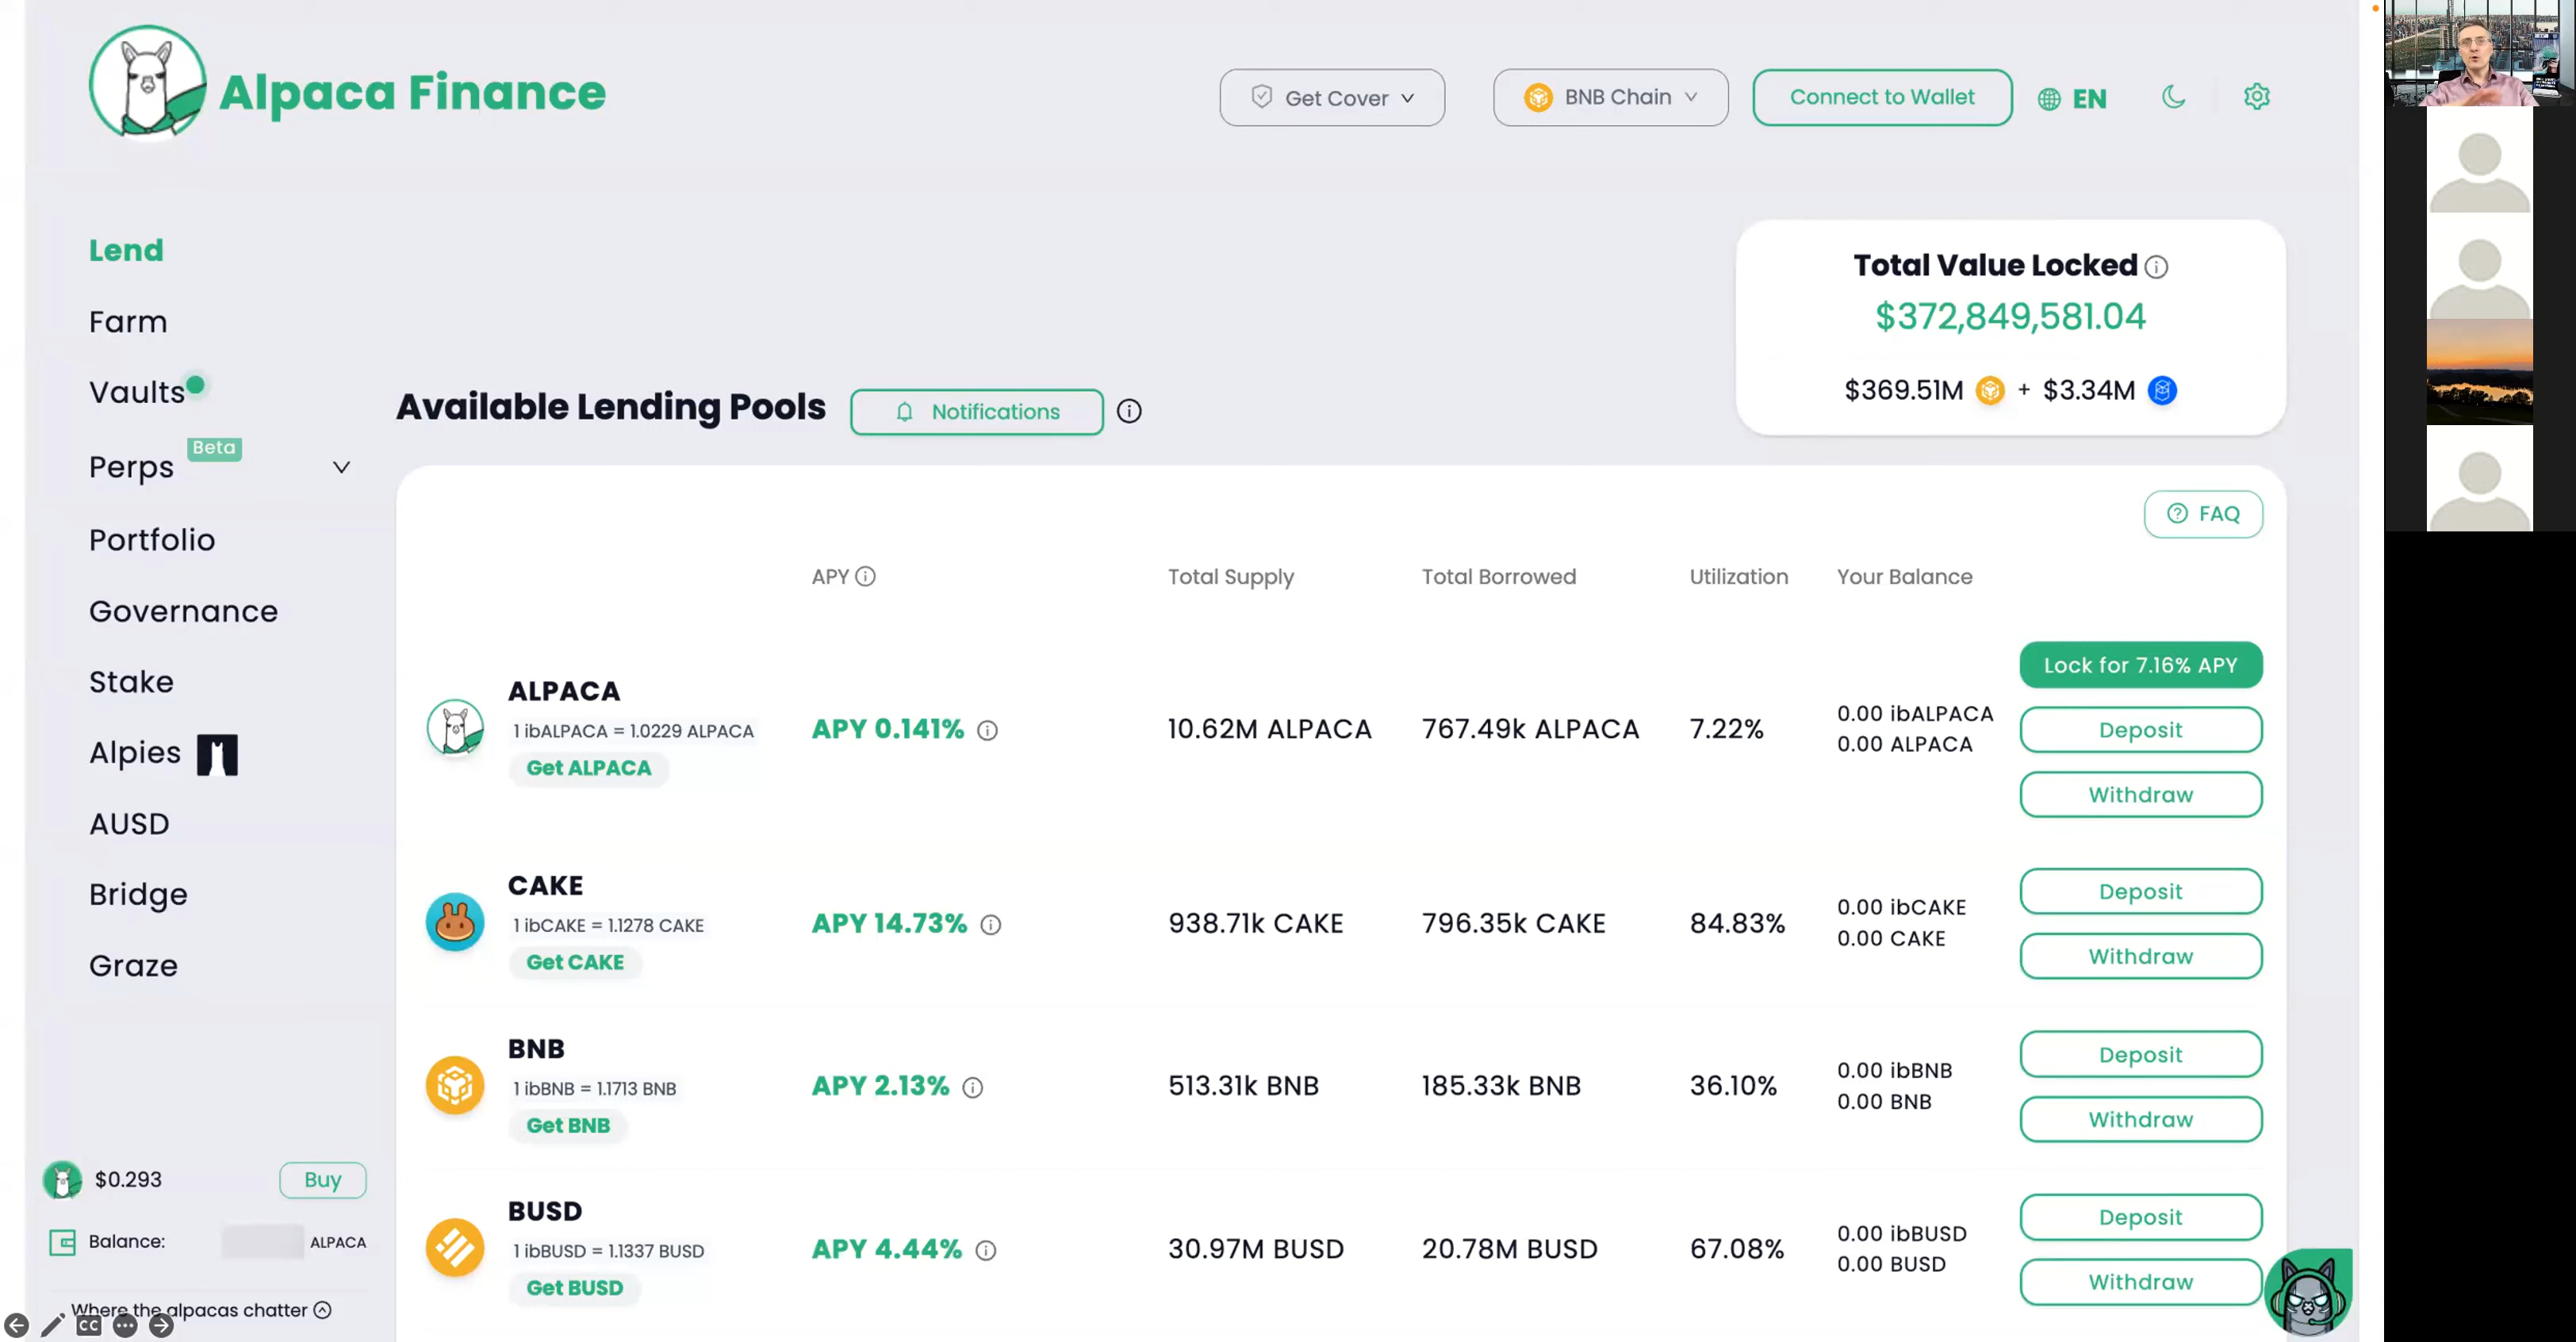 Alpaca Finance
Get Cover
BNB Chain
Connect to Wallet
EN
Lend
Farm
Vaults
Perps
Beta
Portfolio
Governance
Stake
Alpies
AUSD
Bridge
Graze
$0.293
Buy
Balance:
ALPACA
Where the alpacas chatter
CC
Total Value Locked
$372,849,581.04
$369.51M + $3.34M
Available Lending Pools
Notifications
FAQ
APY Total Supply Total Borrowed Utilization Your Balance
ALPACA
1 ibALPACA = 1.0229 ALPACA
Get ALPACA
APY 0.141%
10.62M ALPACA
767.49k ALPACA
7.22%
0.00 ibALPACA
0.00 ALPACA
Lock for 7.16% APY
Deposit
Withdraw
CAKE
1 ibCAKE = 1.1278 CAKE
Get CAKE
APY 14.73%
938.71k CAKE
796.35k CAKE
84.83%
0.00 ibCAKE
0.00 CAKE
Deposit
Withdraw
BNB
1 ibBNB = 1.1713 BNB
Get BNB
APY 2.13%
513.31k BNB
185.33k BNB
36.10%
0.00 ibBNB
0.00 BNB
Deposit
Withdraw
BUSD
1 ibBUSD = 1.1337 BUSD
Get BUSD
APY 4.44%
30.97M BUSD
20.78M BUSD
67.08%
0.00 ibBUSD
0.00 BUSD
Deposit
Withdraw